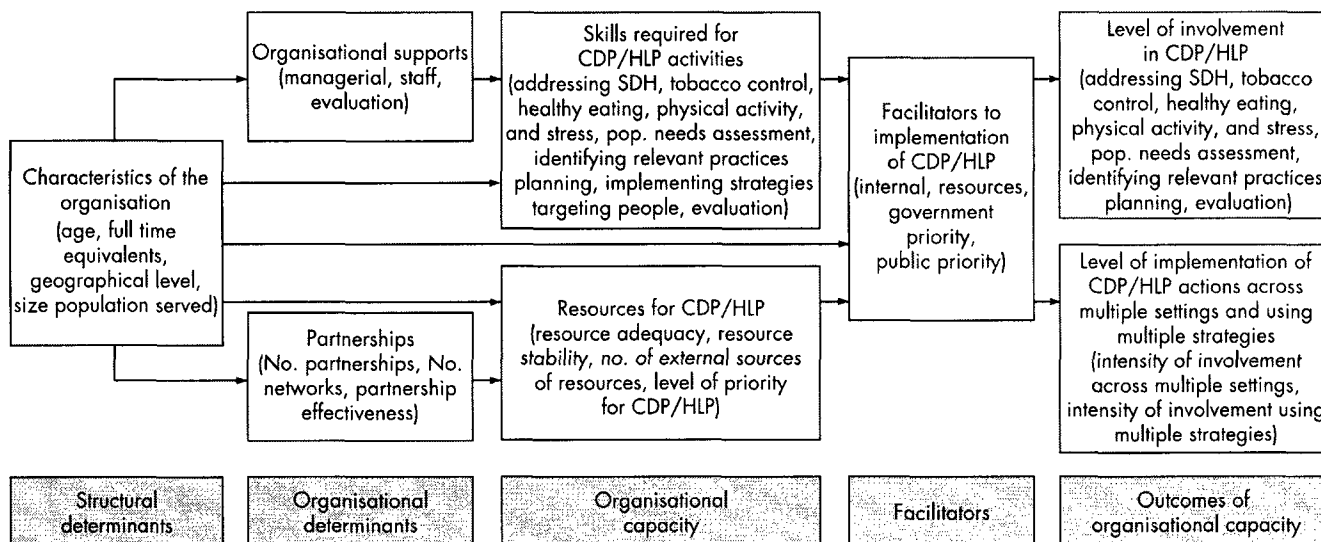 Characteristics of the
organisation
(age, full time
equivalents,
geographical level,
size population served)
Organisational supports
(managerial, staff,
evaluation)
Partnerships
(No. partnerships, No.
networks, partnership
effectiveness)
Skills required for
CDP/HLP activities
(addressing SDH, tobacco control,
healthy eating, physical activity,
and stress, pop. needs assessment,
identifying relevant practices
planning, implementing strategies
targeting people, evaluation)
Resources for CDP/HLP
(resource adequacy, resource
stability, no. of external sources
of resources, level of priority
for CDP/HLP)
Facilitators to
implementation
of CDP/HLP
(internal, resources,
government
priority,
public priority)
Level of involvement
in CDP/HLP
(addressing SDH, tobacco
control, healthy eating,
physical activity, and stress,
pop. needs assessment,
identifying relevant practices
planning, evaluation)
Level of implementation of
CDP/HLP actions across
multiple settings and using
multiple strategies
(intensity of involvement
across multiple settings,
intensity of involvement using
multiple strategies)
Structural
determinants
Organisational
determinants
Organisational
capacity
Facilitators
Outcomes of
organisational capacity